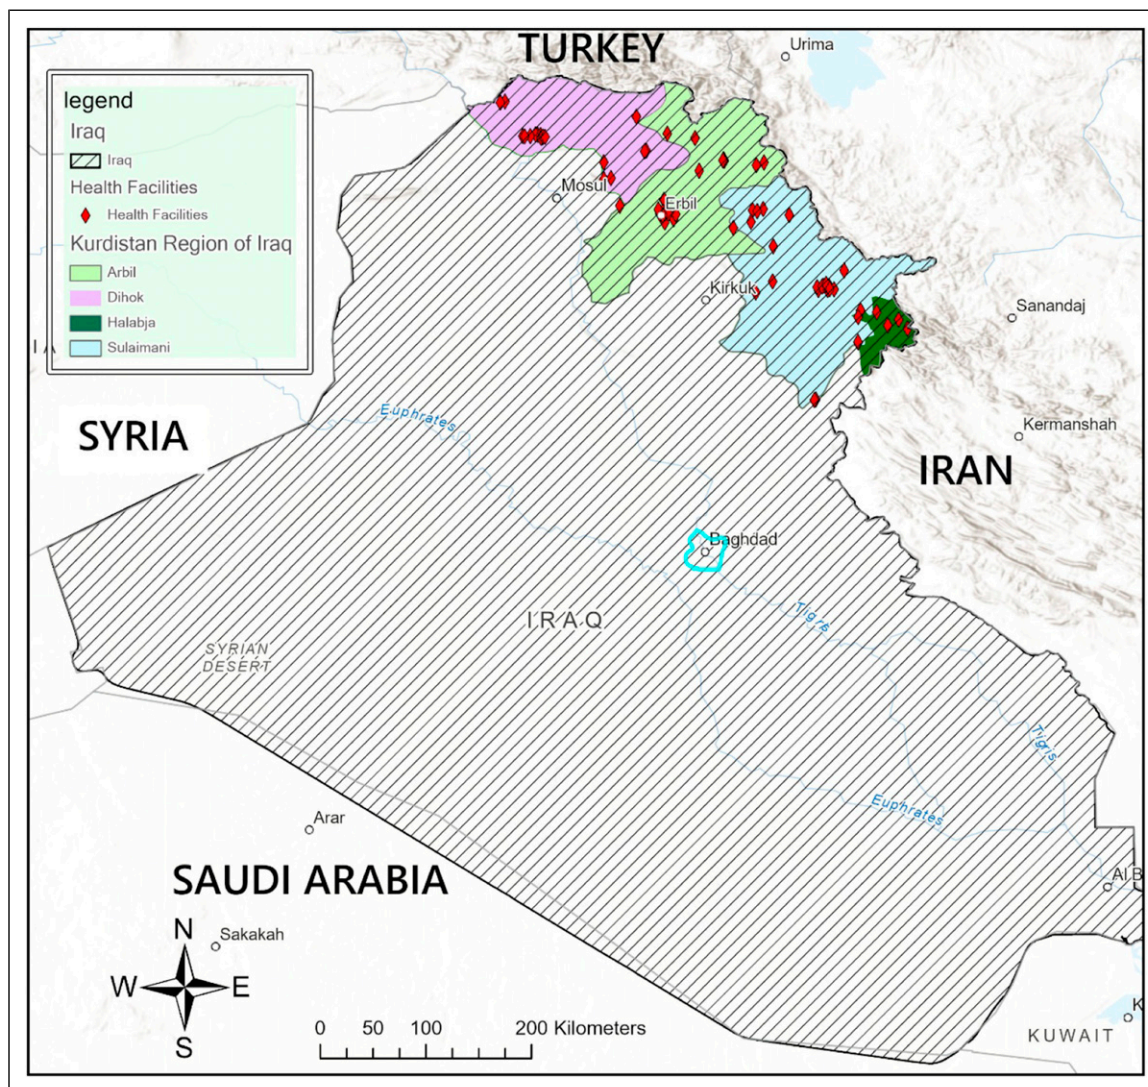 TURKEY
Urima
legend
Iraq
Iraq
Health Facilities
Health Facilities
Kurdistan Region of Iraq
Arbil
Dihok
Halabja
Sulaimani
Mosul
Erbil
Kirkuk
Sanandaj
I A
SYRIA
Euphrates
Kermanshah
IRAN
Baghdad
IRAQ
Tigris
SYRIAN
DESERT
Tigris
Euphrates
Arar
Al B
SAUDI ARABIA
Sakakah
N
W E
S
0 50 100 200 Kilometers
K
KUWAIT